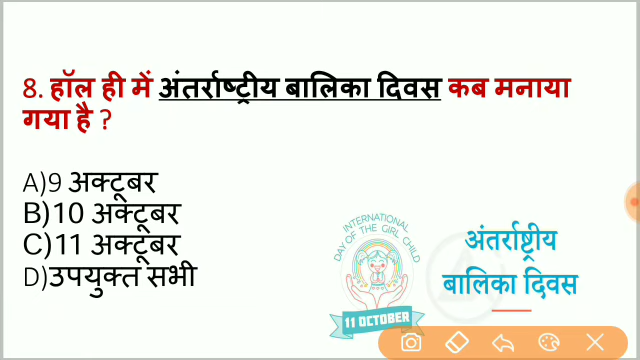 8. हॉल ही में अंतर्राष्ट्रीय बालिका दिवस कब मनाया
गया है ?
A)9 अक्टूबर
B)10 अक्टूबर
C)11 अक्टूबर
D)उपयुक्त सभी
INTERNATIONAL
DAY OF THE GIRL CHILD
11 OCTOBER
अंतर्राष्ट्रीय
बालिका दिवस